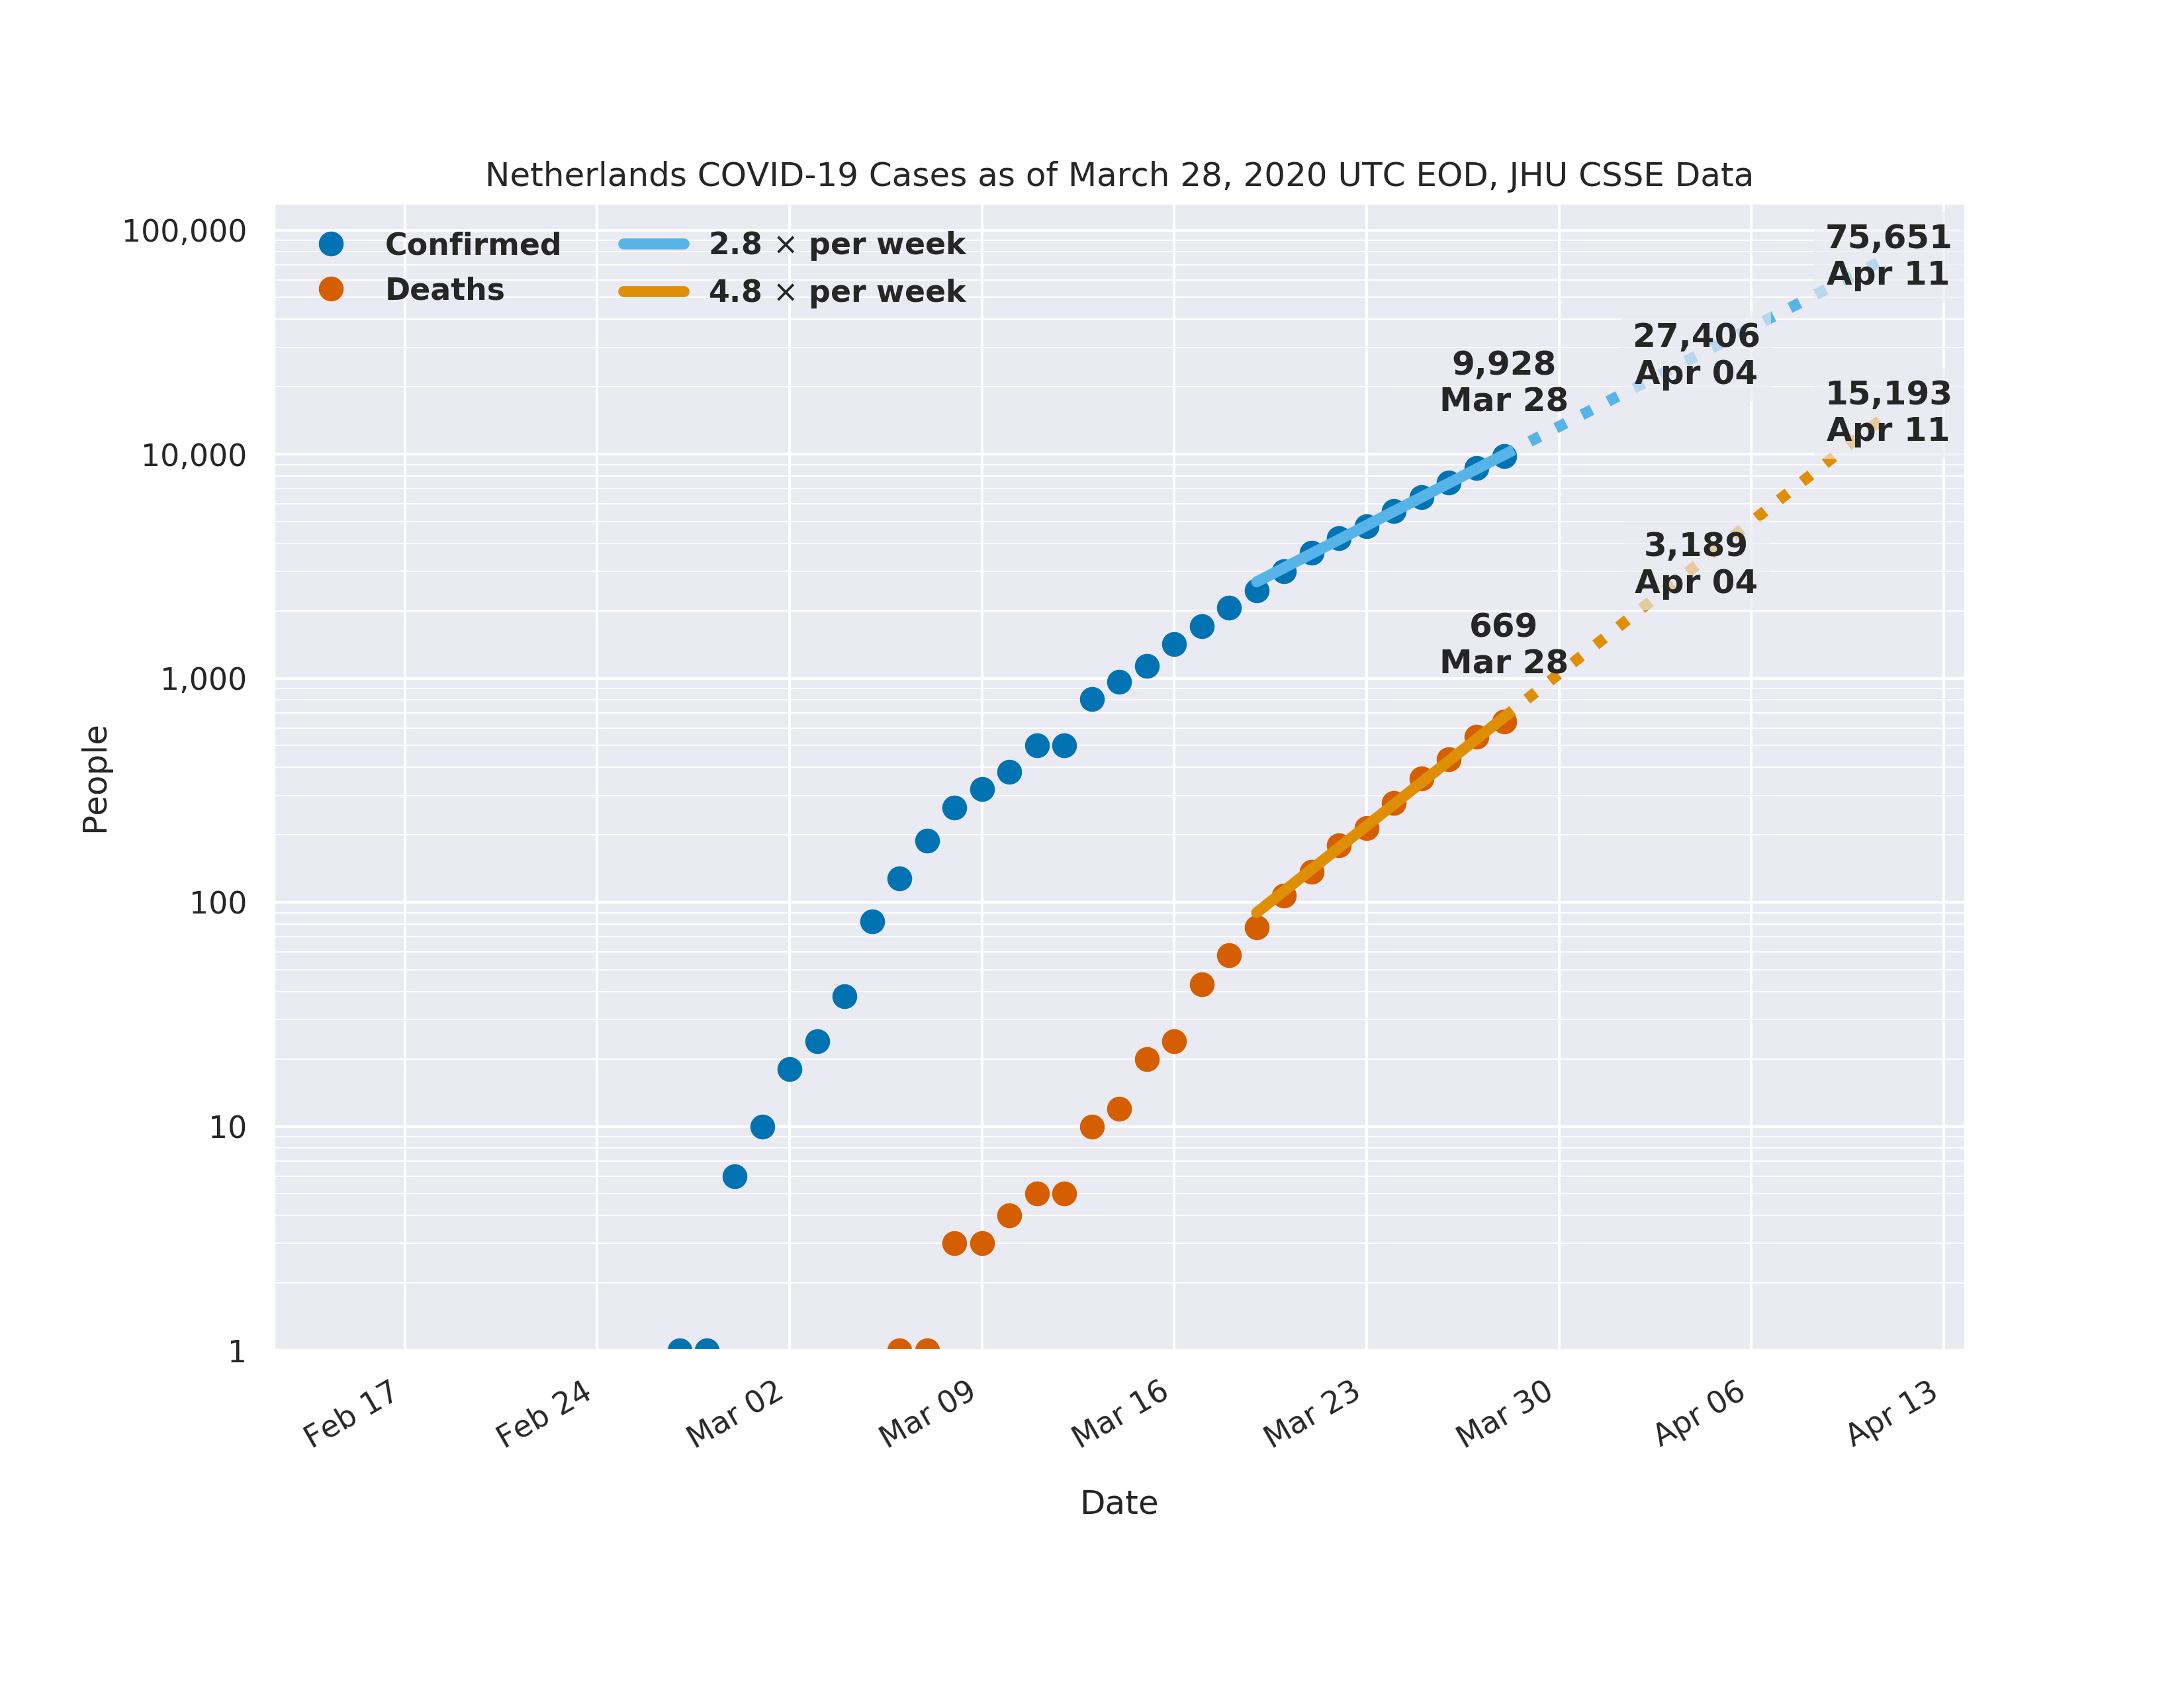 Netherlands COVID-19 Cases as of March 28, 2020 UTC EOD, JHU CSSE Data
Confirmed
Deaths
2.8 × per week
4.8 × per week
75,651
Apr 11
27,406
Apr 04
9,928
Mar 28
15,193
Apr 11
3,189
Apr 04
669
Mar 28
People
100,000
10,000
1,000
100
10
1
Feb 17
Feb 24
Mar 02
Mar 09
Mar 16
Mar 23
Mar 30
Apr 06
Apr 13
Date